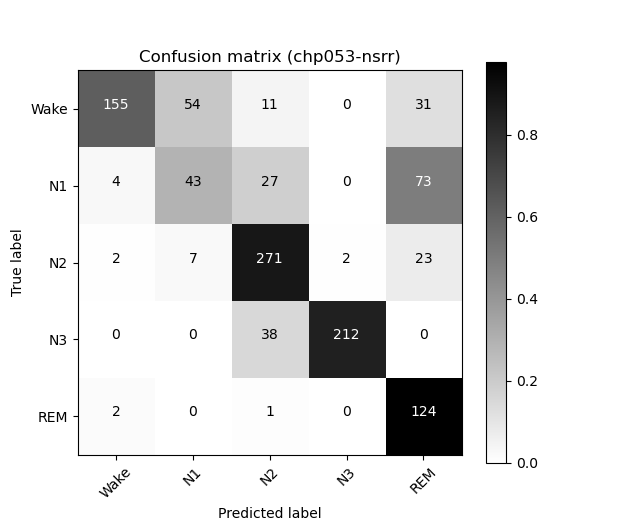 Confusion matrix (chp053-nsrr)
Wake 155 54 11 0 31
N1 4 43 27 0 73
N2 2 7 271 2 23
N3 0 0 38 212 0
REM 2 0 1 0 124
Wake N1 N2 N3 REM
Predicted label
True label
0.8
0.6
0.4
0.2
0.0